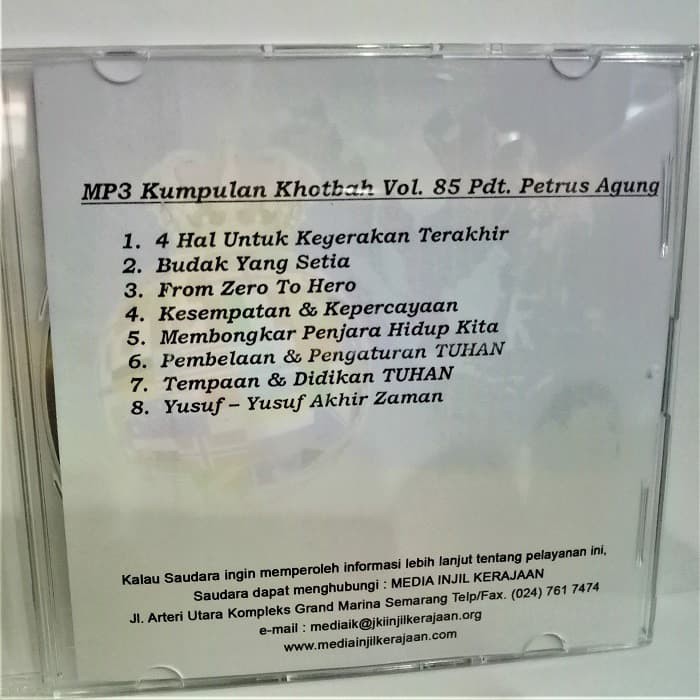 MP3 Kumpulan Khotbah Vol. 85 Pdt. Petrus Agung
1. 4 Hal Untuk Kegerakan Terakhir
2. Budak Yang Setia
3. From Zero To Hero
4. Kesempatan & Kepercayaan
5. Membongkar Penjara Hidup Kita
6. Pembelaan & Pengaturan TUHAN
7. Tempaan & Didikan TUHAN
8. Yusuf – Yusuf Akhir Zaman
Kalau Saudara ingin memperoleh informasi lebih lanjut tentang pelayanan ini,
Saudara dapat menghubungi : MEDIA INJIL KERAJAAN
Jl. Arteri Utara Kompleks Grand Marina Semarang Telp/Fax. (024) 761 7474
e-mail : mediaik@jkiinjilkerajaan.org
www.mediainjilkerajaan.com